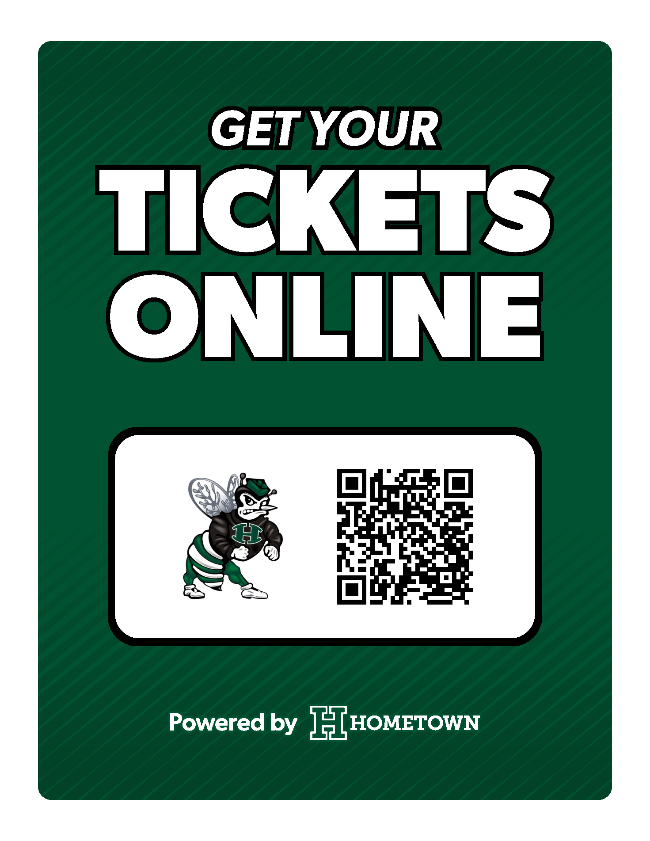 GET YOUR
TICKETS
ONLINE
H
Powered by H HOMETOWN